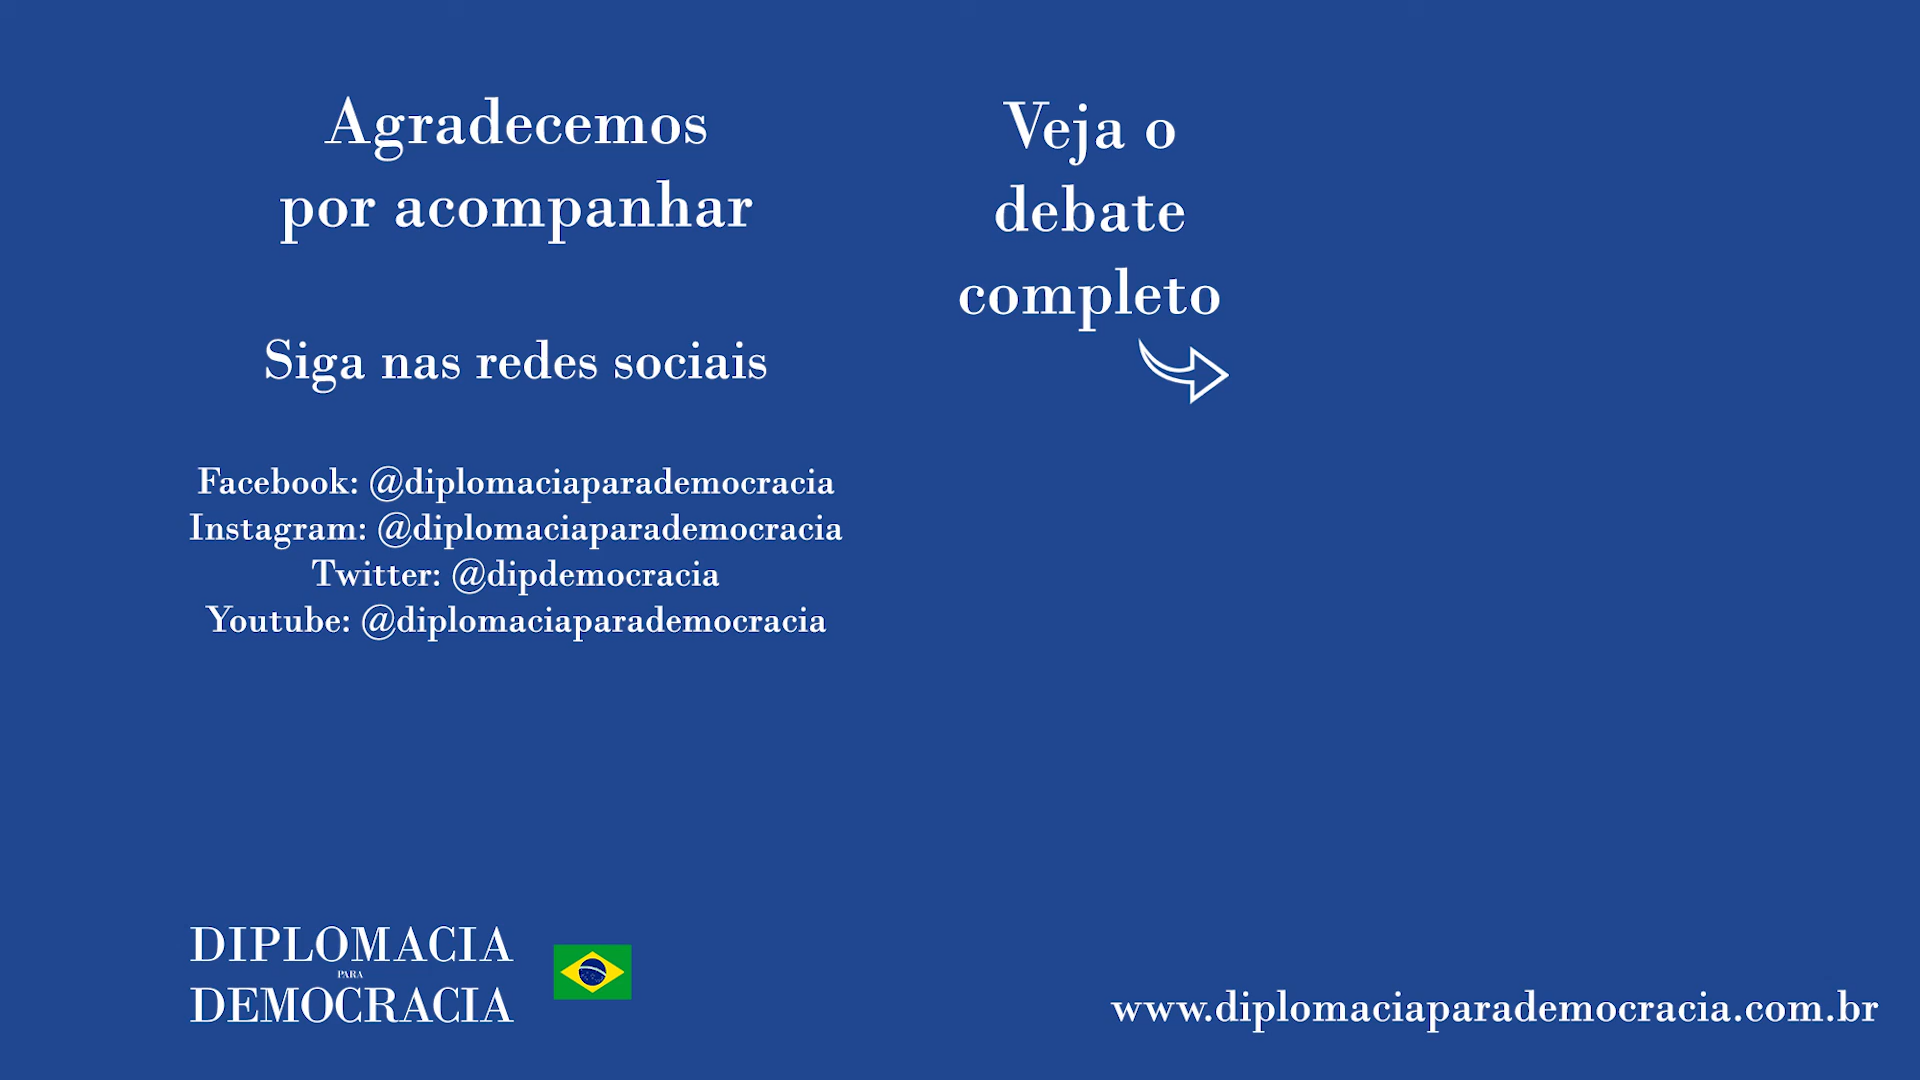 Agradecemos
por acompanhar
Siga nas redes sociais
Facebook: @diplomaciaparademocracia
Instagram: @diplomaciaparademocracia
Twitter: @dipdemocracia
Youtube: @diplomaciaparademocracia
Veja o
debate
completo
DIPLOMACIA
PARA
DEMOCRACIA
www.diplomaciaparademocracia.com.br